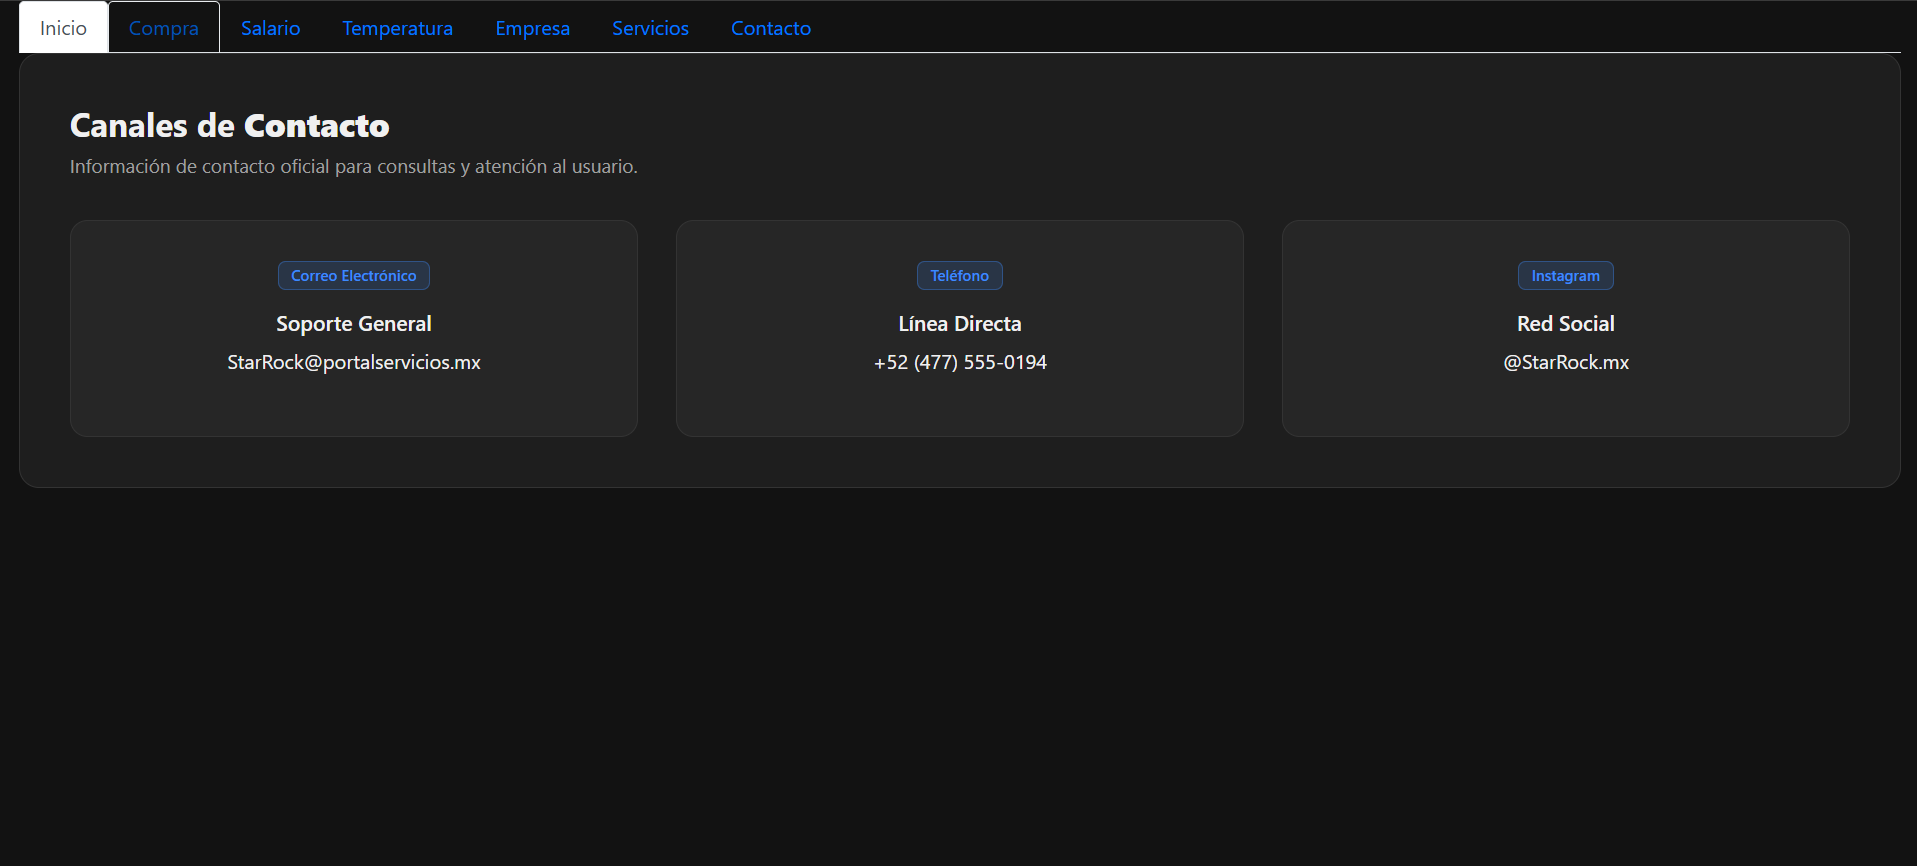 Inicio Compra Salario Temperatura Empresa Servicios Contacto
Canales de Contacto
Información de contacto oficial para consultas y atención al usuario.
Correo Electrónico
Soporte General
StarRock@portalservicios.mx
Teléfono
Línea Directa
+52 (477) 555-0194
Instagram
Red Social
@StarRock.mx